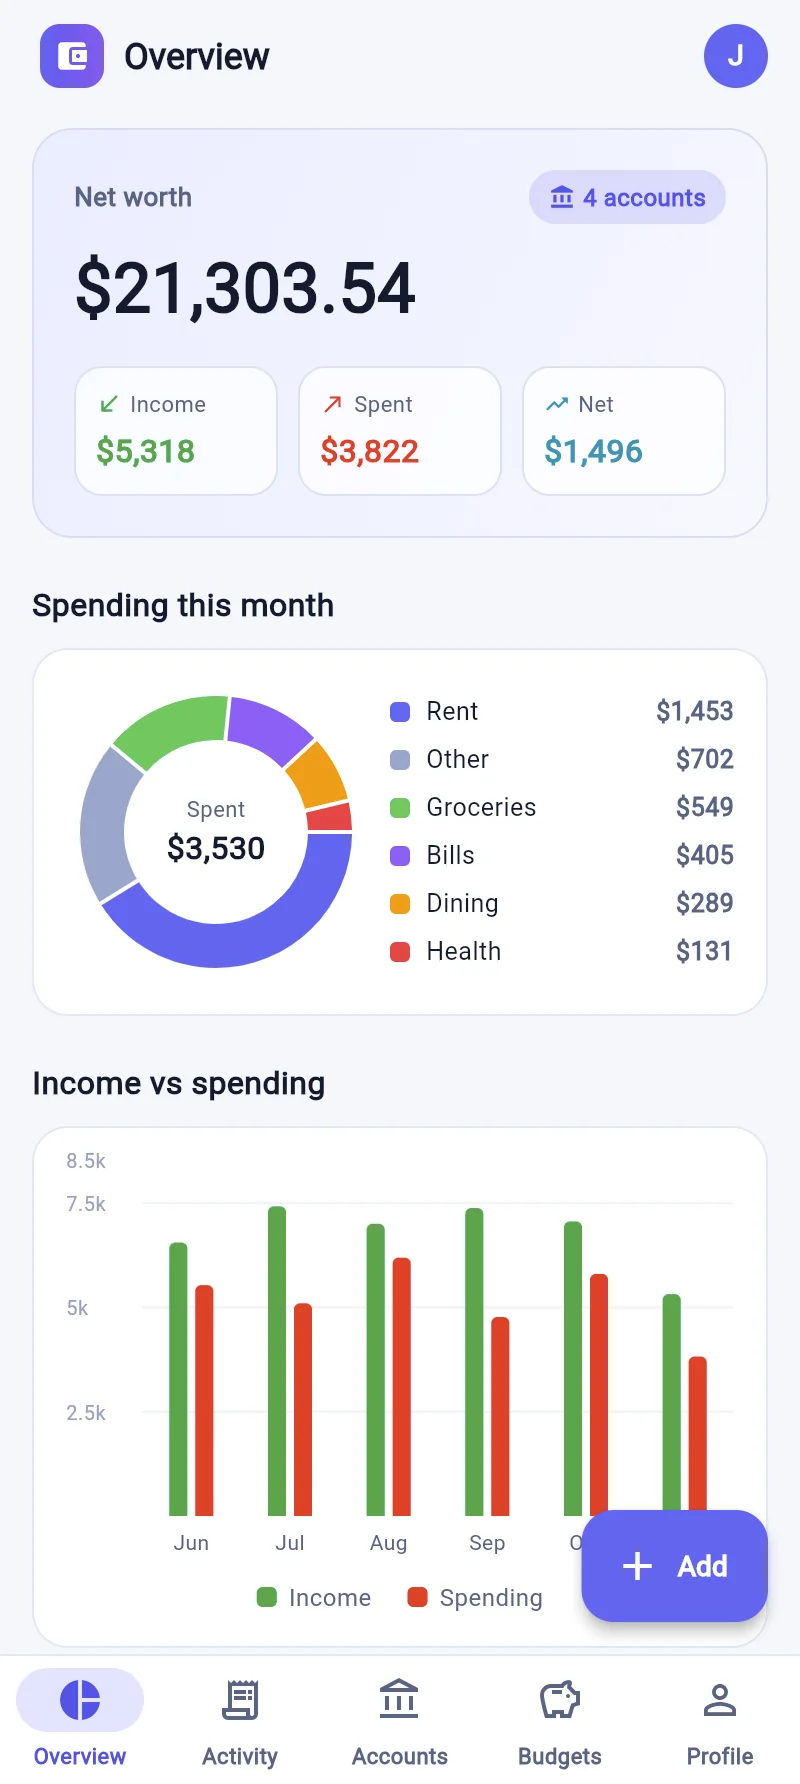 Overview
J
Net worth
4 accounts
$21,303.54
Income
Spent
Net
$5,318
$3,822
$1,496
Spending this month
Spent
$3,530
Rent $1,453
Other $702
Groceries $549
Bills $405
Dining $289
Health $131
Income vs spending
8.5k
7.5k
5k
2.5k
Jun Jul Aug Sep
Income Spending
Add
Overview Activity Accounts Budgets Profile